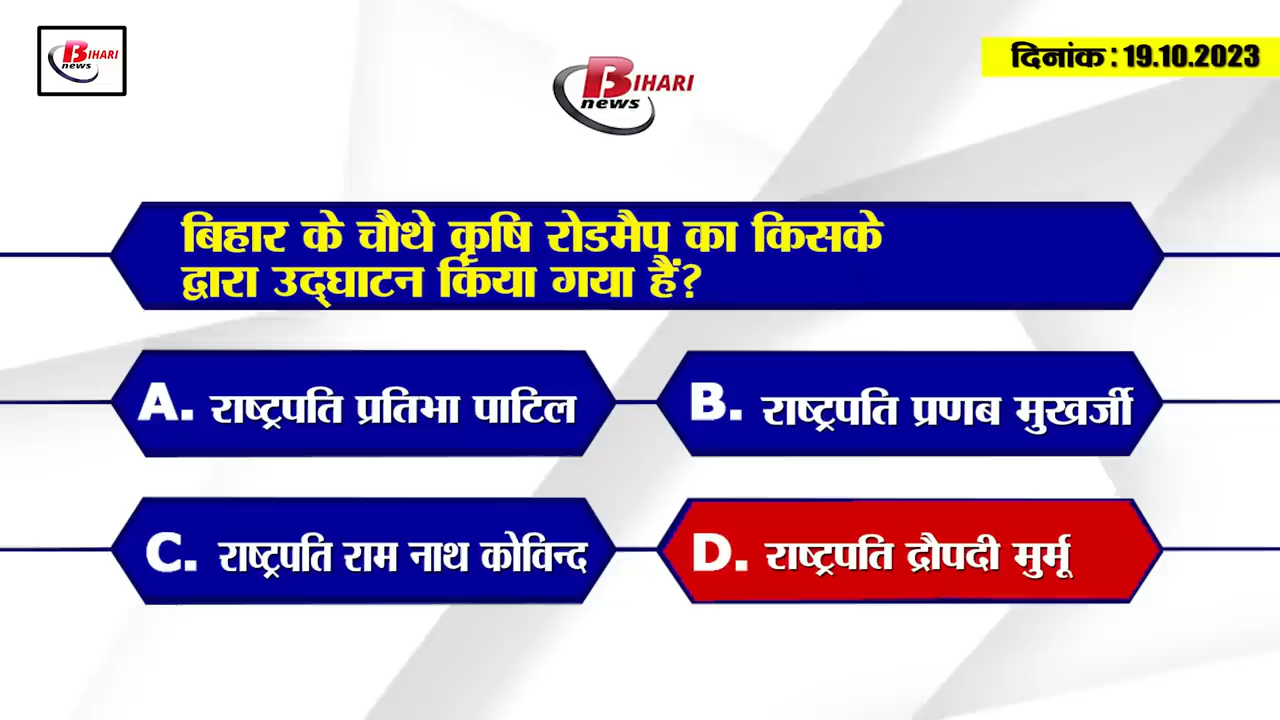 BIHARI
news
BIHARI
news
दिनांक : 19.10.2023
बिहार के चौथे कृषि रोडमैप का किसके
द्वारा उद्घाटन किया गया हैं?
A. राष्ट्रपति प्रतिभा पाटिल
B. राष्ट्रपति प्रणब मुखर्जी
C. राष्ट्रपति राम नाथ कोविन्द
D. राष्ट्रपति द्रौपदी मुर्मू